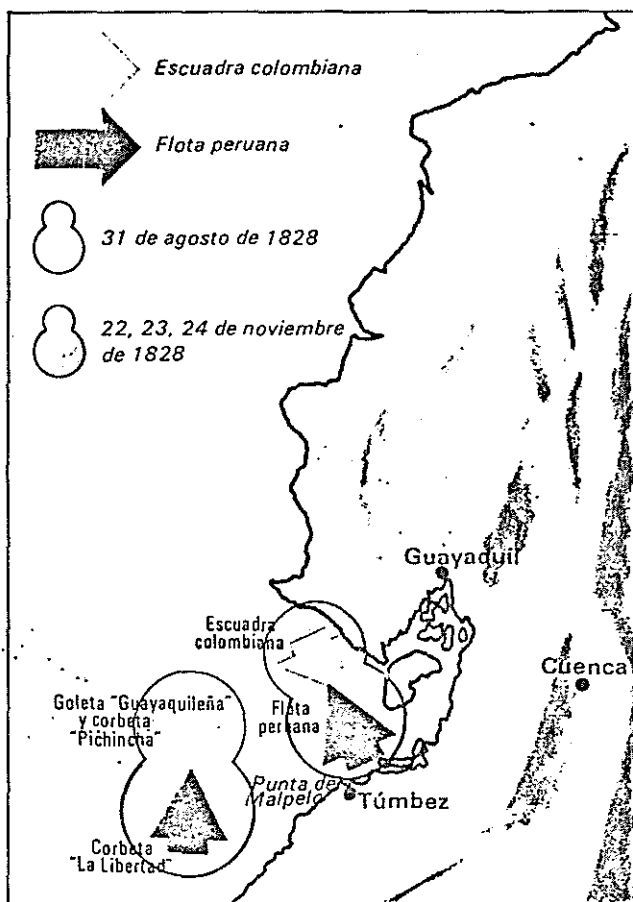 Escuadra colombiana
Flota peruana
31 de agosto de 1828
22, 23, 24 de noviembre
de 1828
Guayaquil
Escuadra
colombiana
Cuenca
Goleta "Guayaquileña"
y corbeta
"Pichincha"
Flota
peruana
Punta de
Malpelo
Túmbez
Corbeta
"La Libertad"